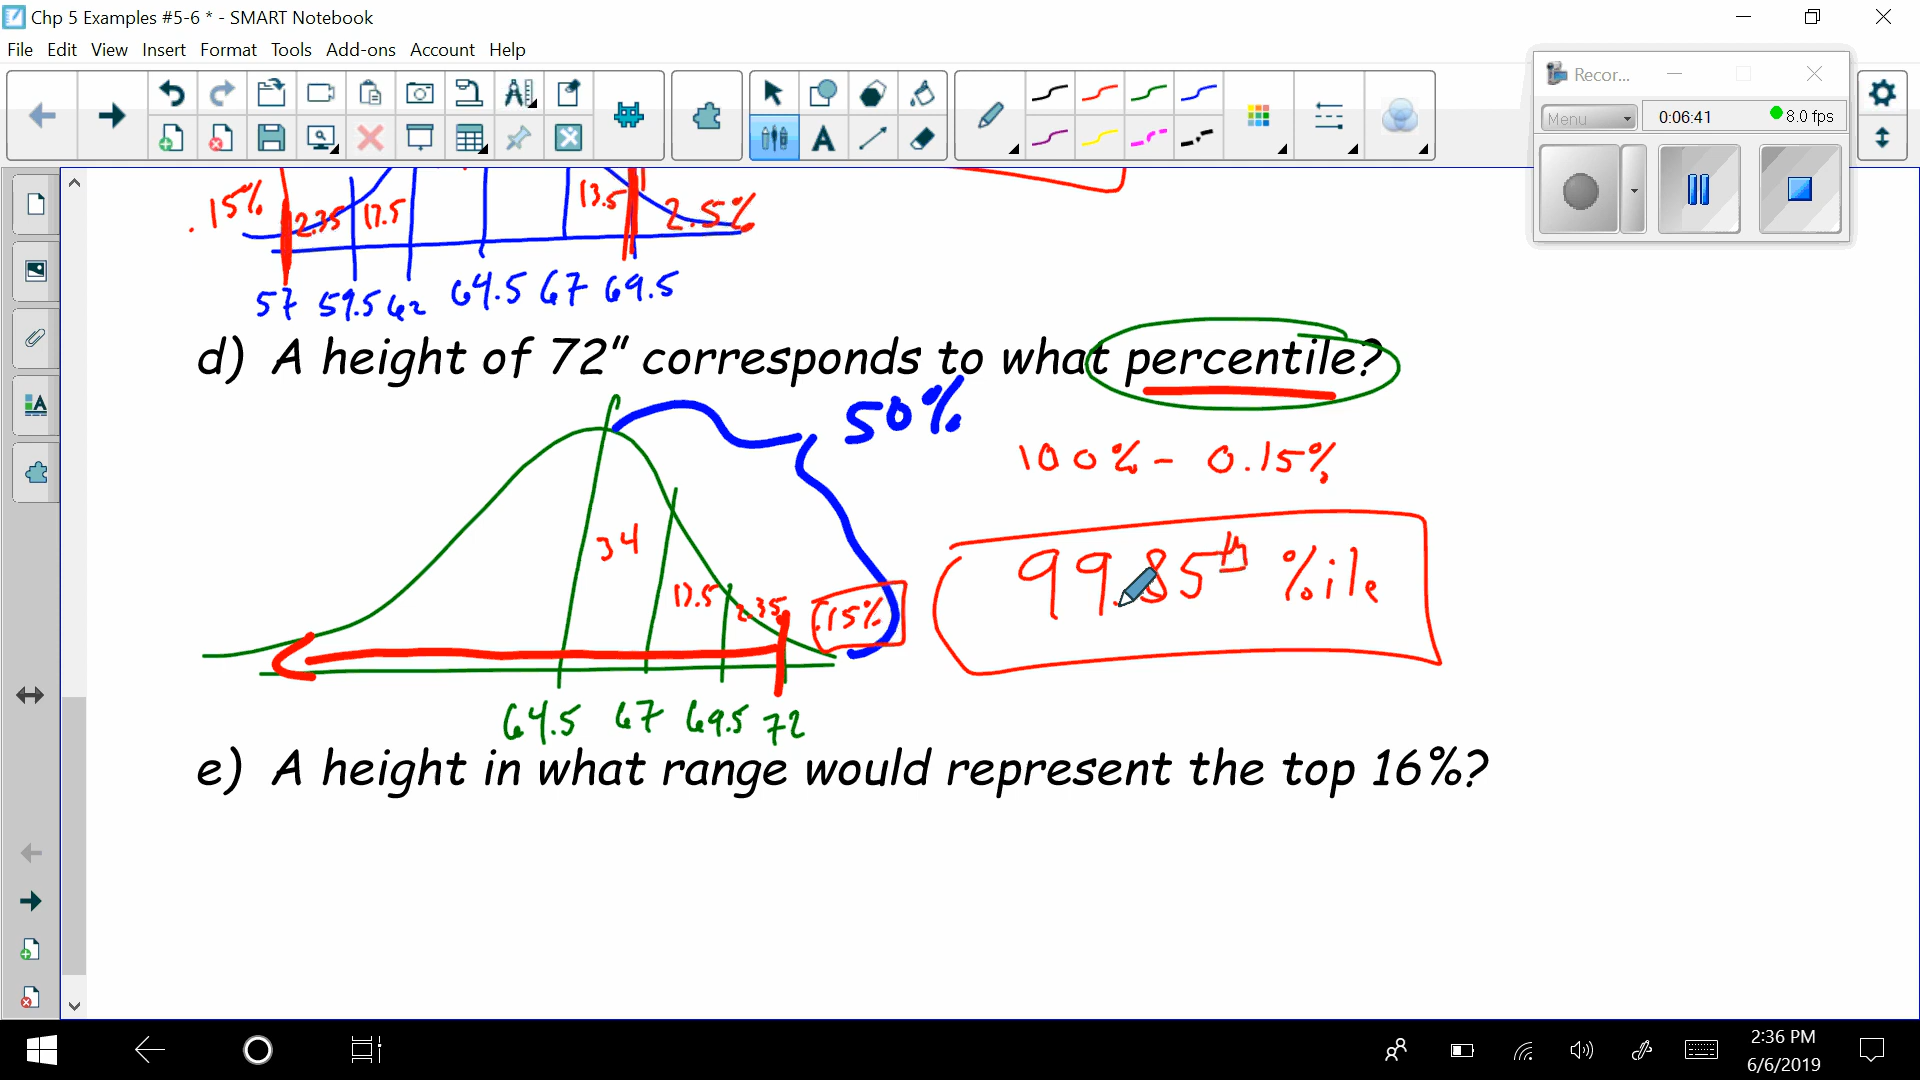 Chp 5 Examples #5-6 * - SMART Notebook
File Edit View Insert Format Tools Add-ons Account Help
Recor...
Menu 0:06:41 8.0 fps
.15% 2.35 13.5 13.5 2.5%
57 59.5 62 64.5 67 69.5
d) A height of 72" corresponds to what percentile?
50%
100% - 0.15%
34 13.5 2.35 .15%
99.85th %ile
64.5 67 69.5 72
e) A height in what range would represent the top 16%?
2:36 PM
6/6/2019